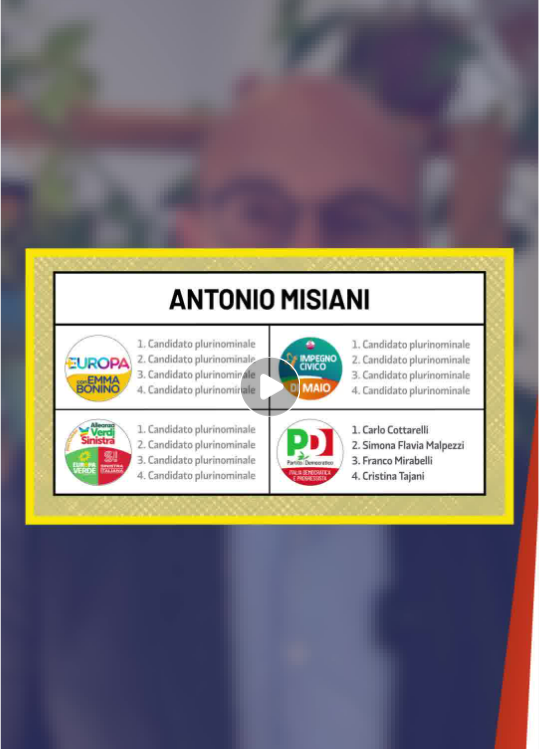 ANTONIO MISIANI
+EUROPA
CON EMMA
BONINO
1. Candidato plurinominale
2. Candidato plurinominale
3. Candidato plurinominale
4. Candidato plurinominale
IMPEGNO
CIVICO
DI MAIO
1. Candidato plurinominale
2. Candidato plurinominale
3. Candidato plurinominale
4. Candidato plurinominale
Alleanza
Verdi
Sinistra
EUROPA
VERDE
SI
SINISTRA
ITALIANA
1. Candidato plurinominale
2. Candidato plurinominale
3. Candidato plurinominale
4. Candidato plurinominale
PD
Partito Democratico
ITALIA DEMOCRATICA
E PROGRESSISTA
1. Carlo Cottarelli
2. Simona Flavia Malpezzi
3. Franco Mirabelli
4. Cristina Tajani